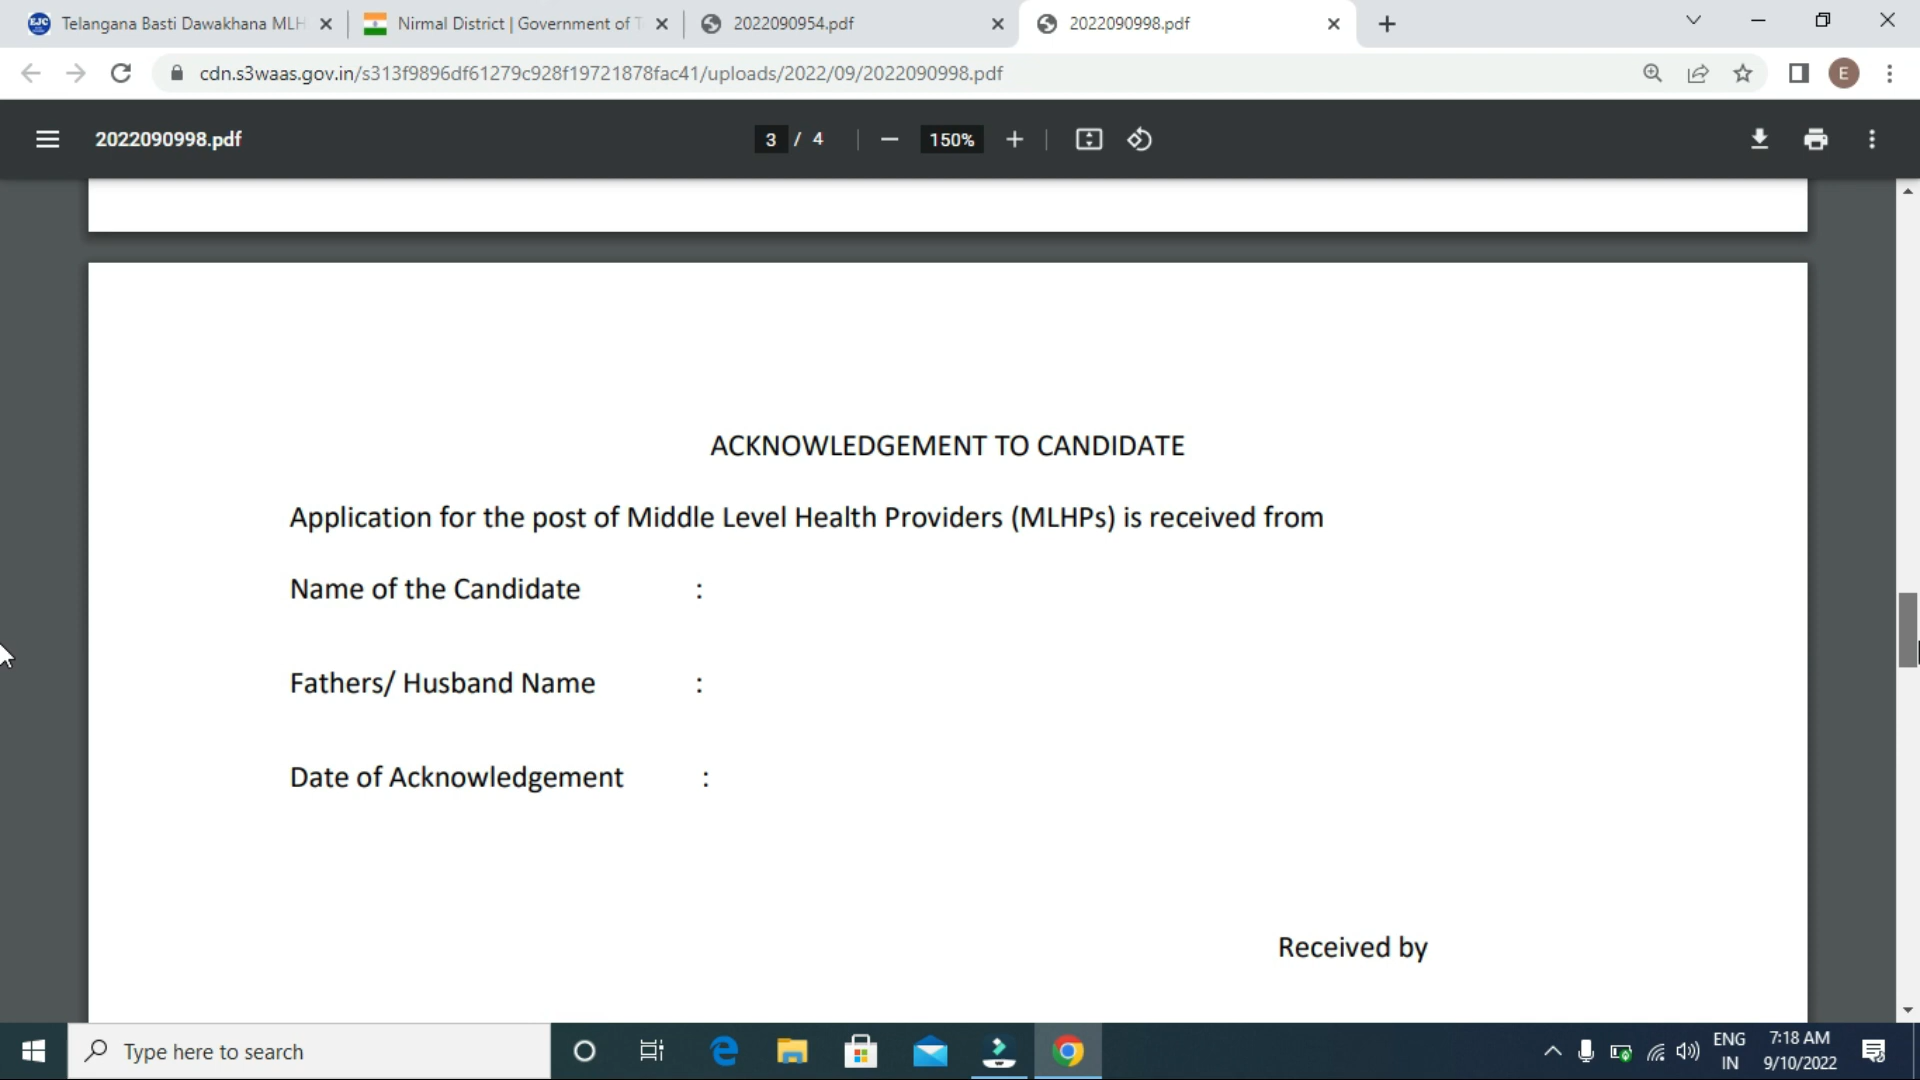 EJC Telangana Basti Dawakhana MLH
Nirmal District | Government of T
2022090954.pdf
2022090998.pdf
cdn.s3waas.gov.in/s313f9896df61279c928f19721878fac41/uploads/2022/09/2022090998.pdf
E
2022090998.pdf
3 / 4
150%
ACKNOWLEDGEMENT TO CANDIDATE
Application for the post of Middle Level Health Providers (MLHPs) is received from
Name of the Candidate :
Fathers/ Husband Name :
Date of Acknowledgement :
Received by
Type here to search
ENG
IN
7:18 AM
9/10/2022